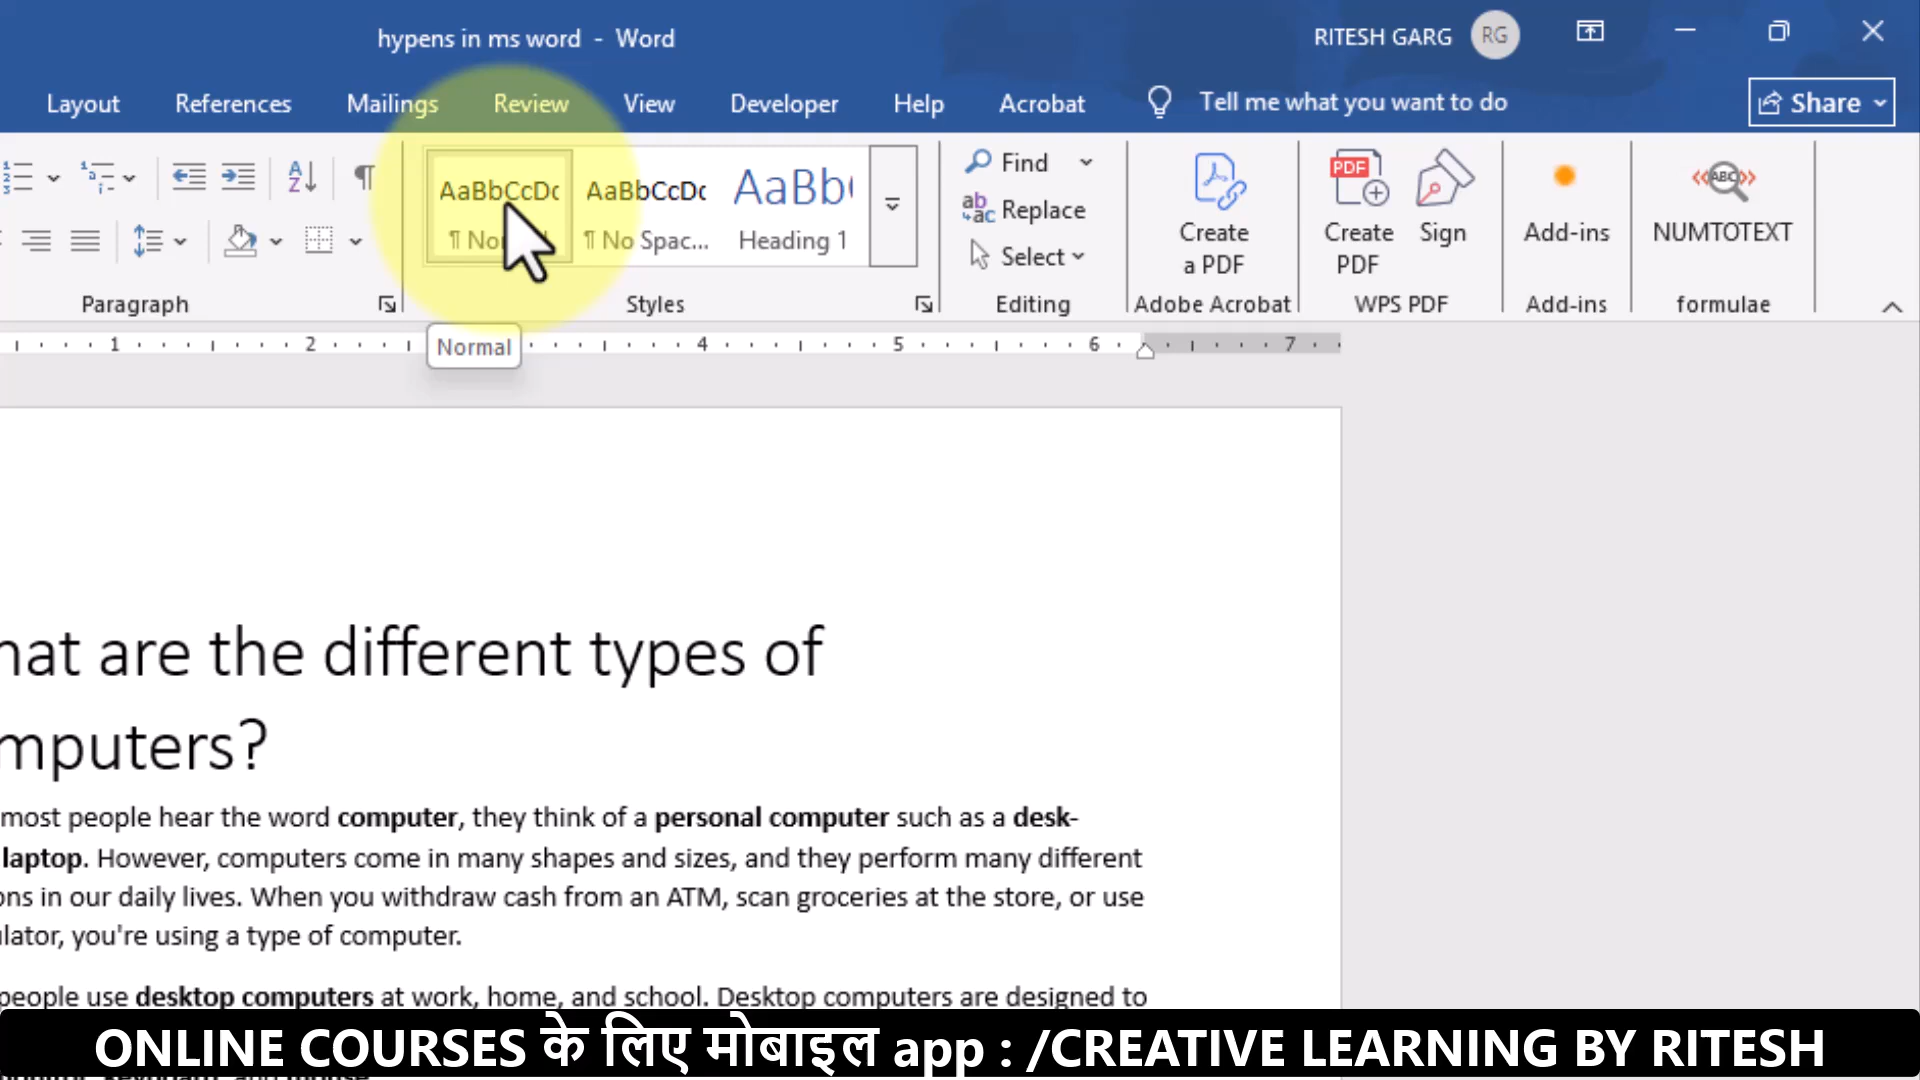 hypens in ms word - Word
RITESH GARG RG
Layout References Mailings Review View Developer Help Acrobat Tell me what you want to do Share
AaBbCcDc AaBbCcDc AaBb
¶ No Spac... Heading 1
Find
Replace
Select
Create a PDF
Create PDF
Sign
Add-ins
NUMTOTEXT
Paragraph Styles Editing Adobe Acrobat WPS PDF Add-ins formulae
1 2 4 5 6 7
Normal
are the different types of
most people hear the word computer, they think of a personal computer such as a desk-
laptop. However, computers come in many shapes and sizes, and they perform many different
in our daily lives. When you withdraw cash from an ATM, scan groceries at the store, or use
you're using a type of computer.
people use desktop computers at work, home, and school. Desktop computers are designed to
ONLINE COURSES के लिए मोबाइल app : /CREATIVE LEARNING BY RITESH